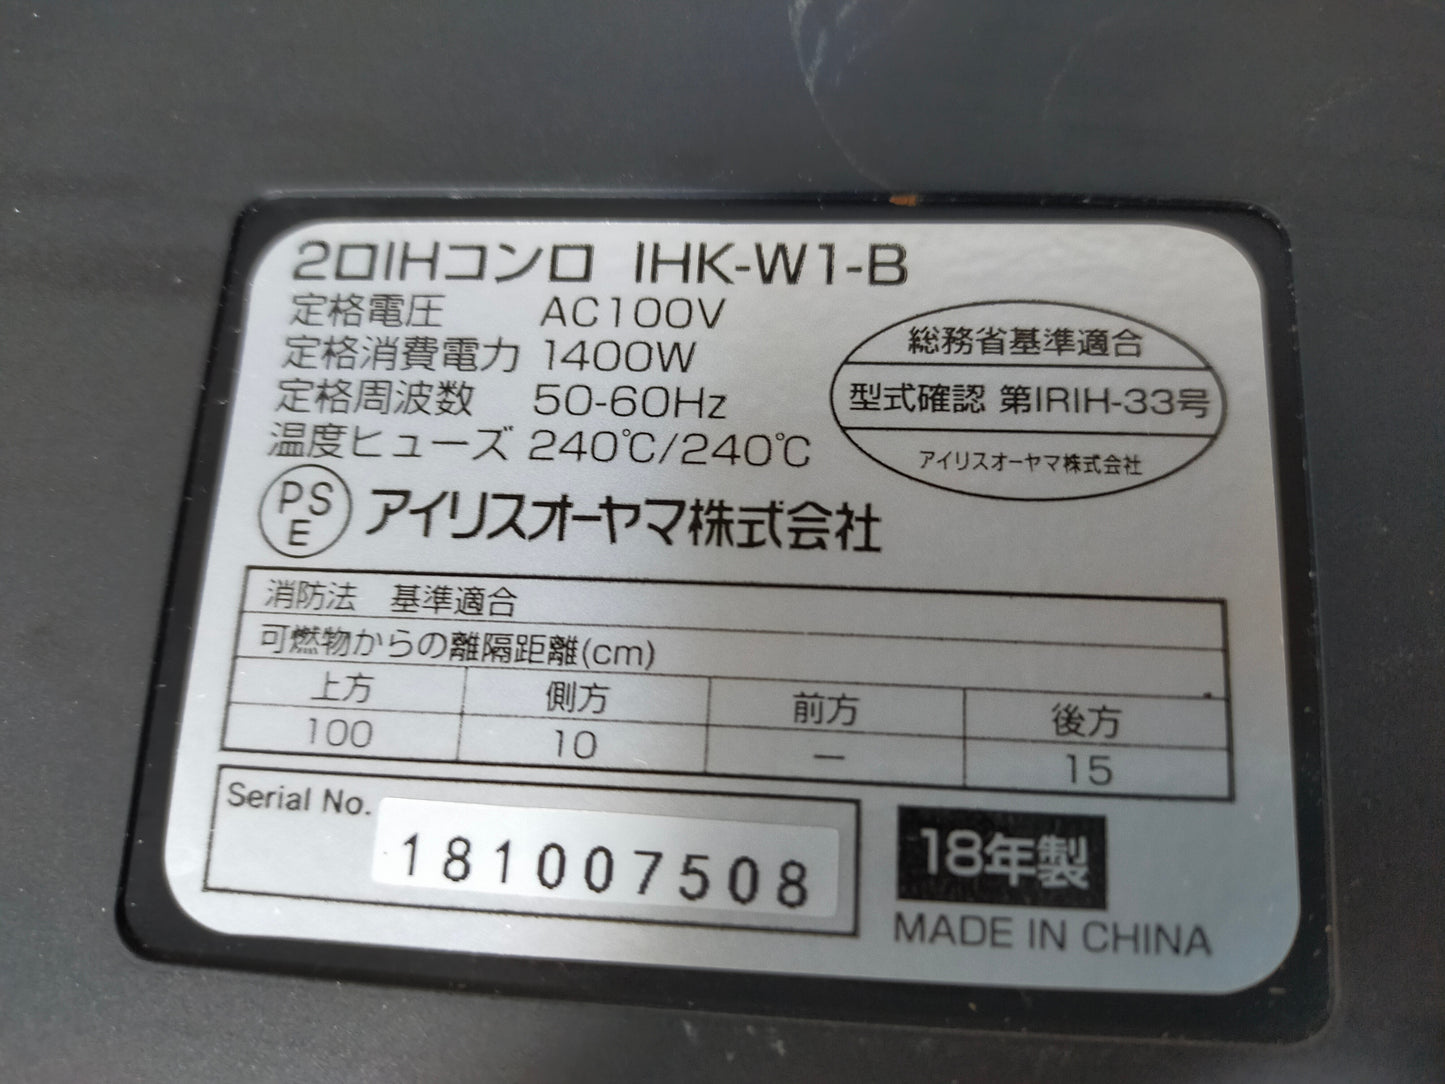 2口IHコンロ IHK-W1-B
定格電圧 AC100V
定格消費電力 1400W
定格周波数 50-60Hz
温度ヒューズ 240℃/240℃
総務省基準適合
型式確認 第IRIH-33号
アイリスオーヤマ株式会社
PS
E
アイリスオーヤマ株式会社
消防法 基準適合
可燃物からの離隔距離(cm)
上方 側方 前方 後方
100 10 — 15
Serial No.
181007508
18年製
MADE IN CHINA